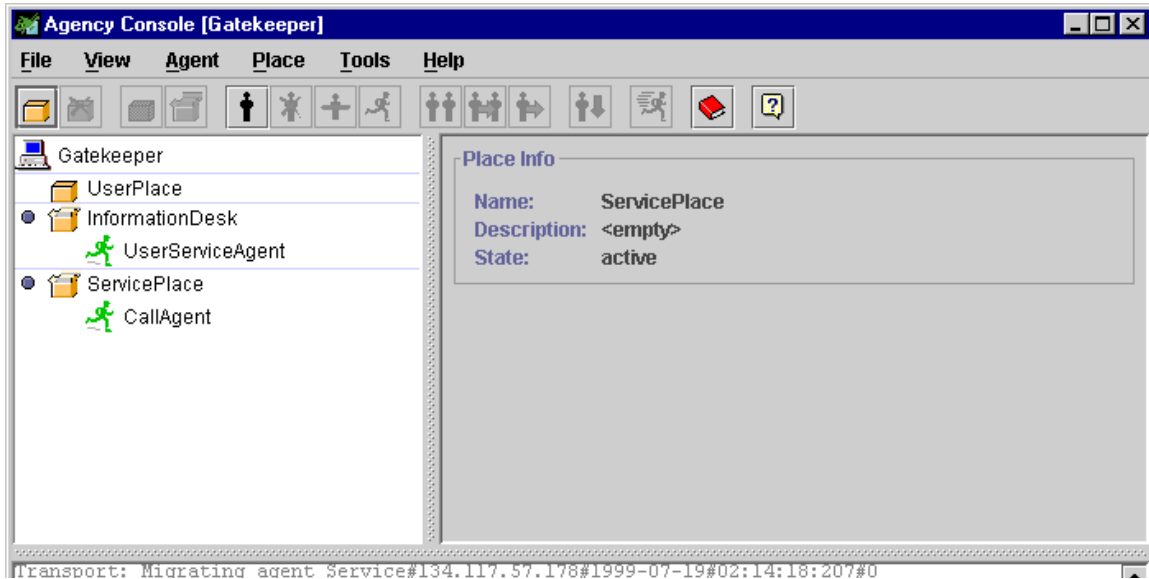 Agency Console [Gatekeeper]
File View Agent Place Tools Help
Gatekeeper
UserPlace
InformationDesk
UserServiceAgent
ServicePlace
CallAgent
Place Info
Name: ServicePlace
Description: <empty>
State: active
Transport: Migrating agent Service#134.117.57.178#1999-07-19#02:14:18:207#0